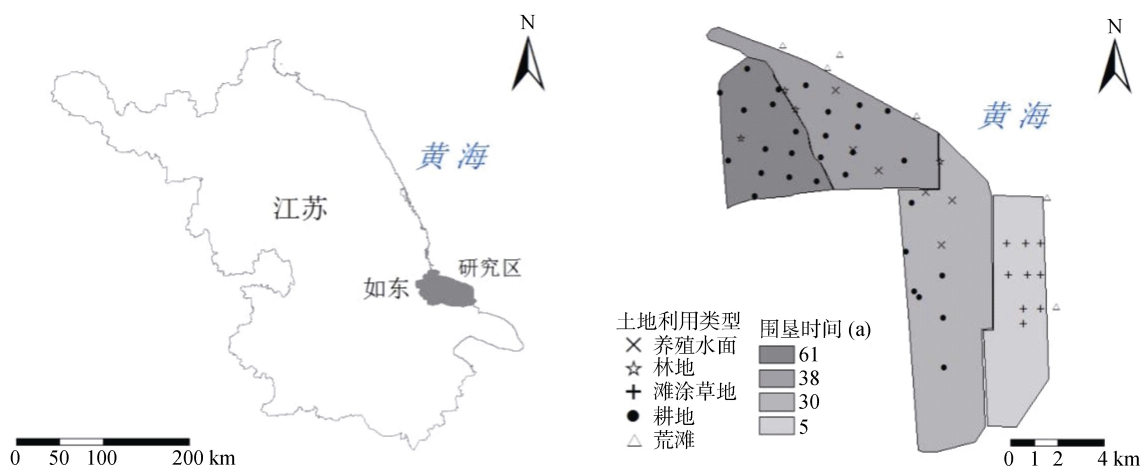 N
黄海
江苏
研究区
如东
0 50 100 200 km
N
黄海
土地利用类型
养殖水面
林地
滩涂草地
耕地
荒滩
围垦时间 (a)
61
38
30
5
0 1 2 4 km